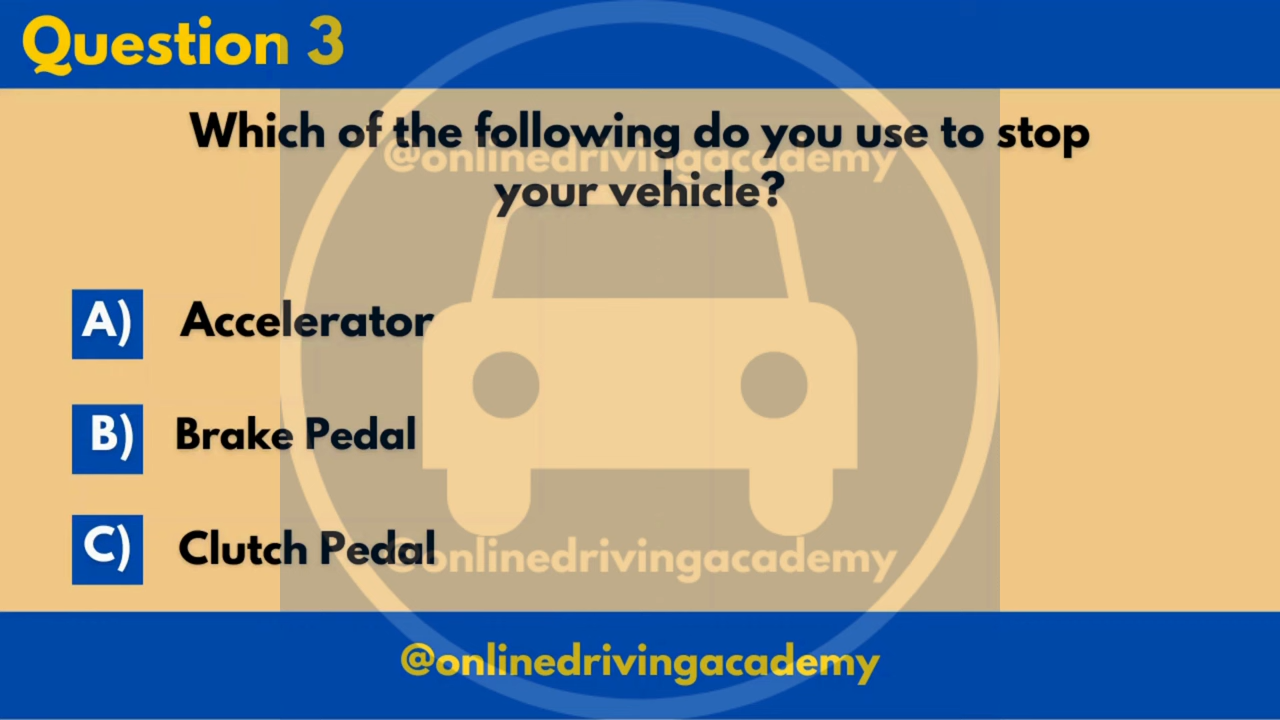 Question 3
Which of the following do you use to stop
your vehicle?
@onlinedrivingacademy
A) Accelerator
B) Brake Pedal
C) Clutch Pedal
@onlinedrivingacademy
@onlinedrivingacademy